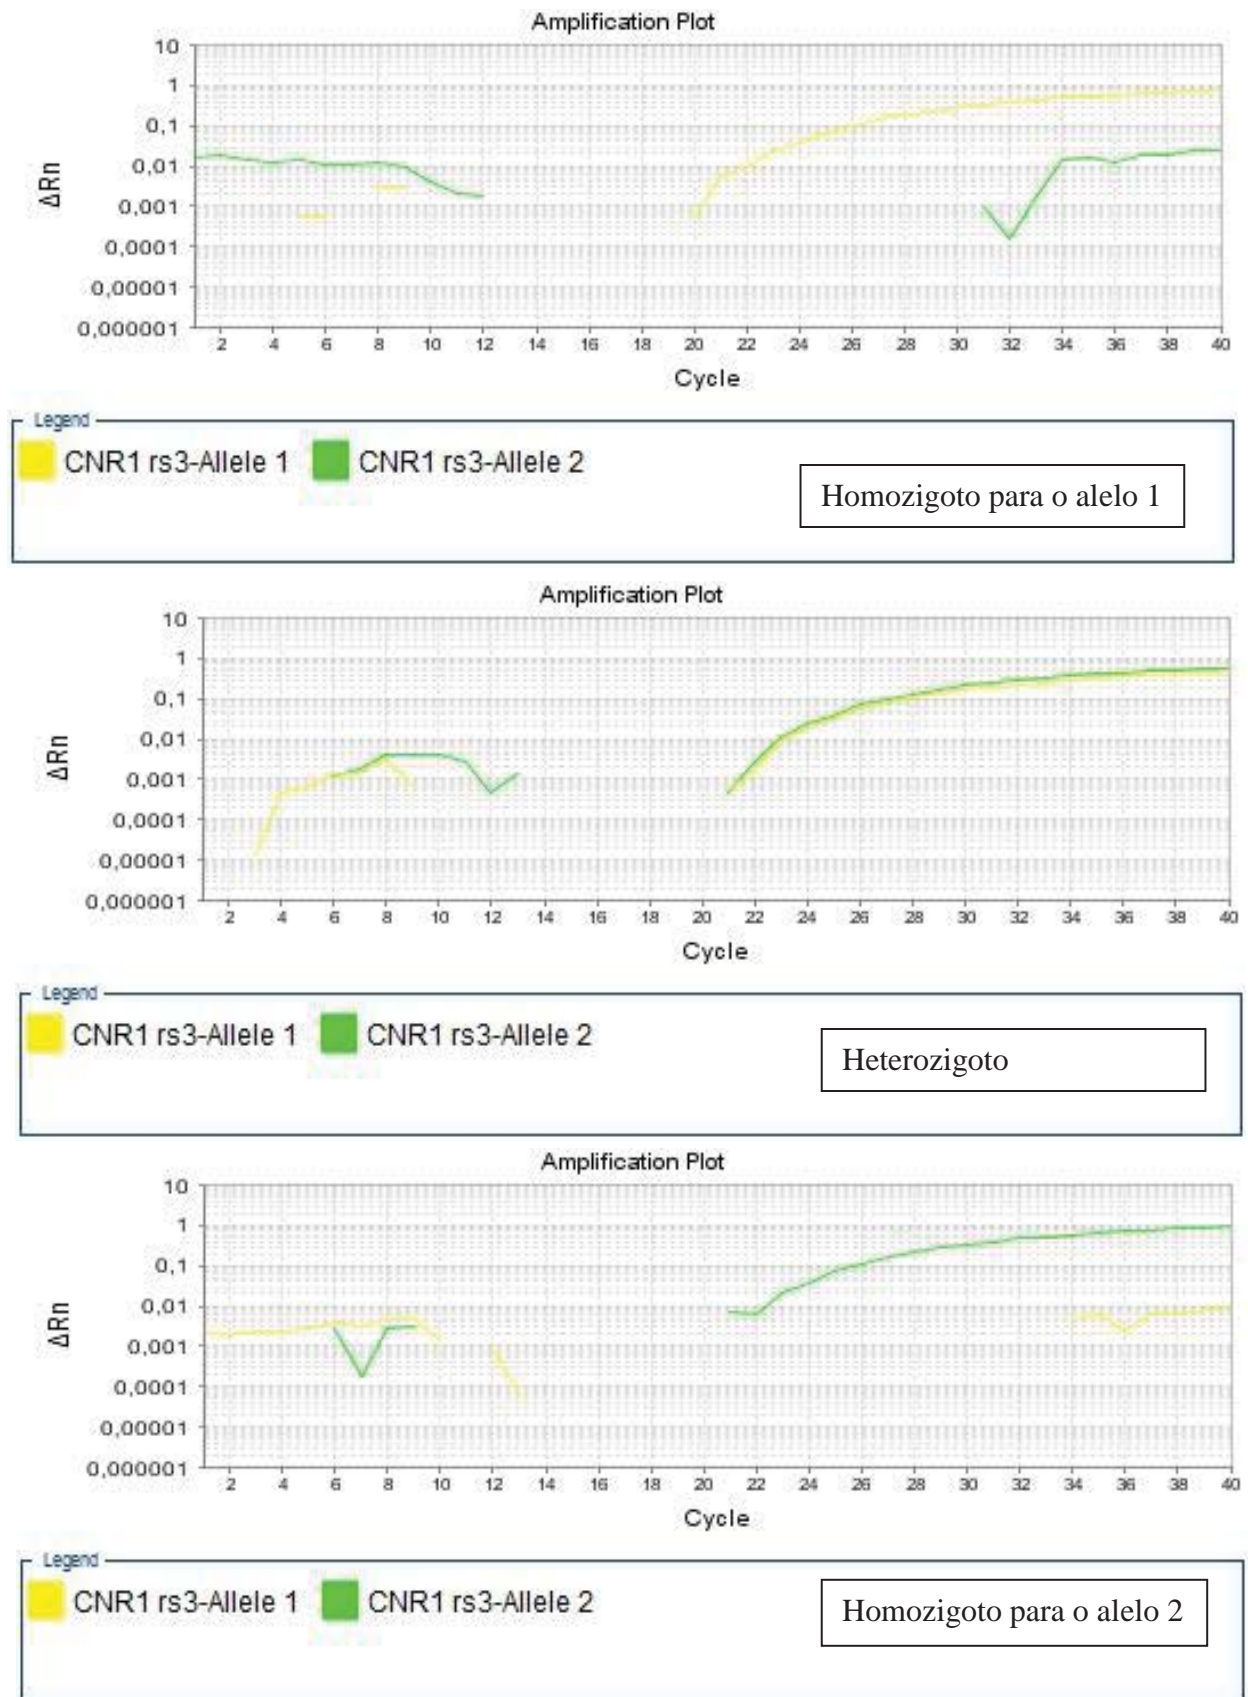 Amplification Plot
10
1
0,1
0,01
0,001
0,0001
0,00001
0,000001
ΔRn
2 4 6 8 10 12 14 16 18 20 22 24 26 28 30 32 34 36 38 40
Cycle
Legend
CNR1 rs3-Allele 1 CNR1 rs3-Allele 2
Homozigoto para o alelo 1
Amplification Plot
10
1
0,1
0,01
0,001
0,0001
0,00001
0,000001
ΔRn
2 4 6 8 10 12 14 16 18 20 22 24 26 28 30 32 34 36 38 40
Cycle
Legend
CNR1 rs3-Allele 1 CNR1 rs3-Allele 2
Heterozigoto
Amplification Plot
10
1
0,1
0,01
0,001
0,0001
0,00001
0,000001
ΔRn
2 4 6 8 10 12 14 16 18 20 22 24 26 28 30 32 34 36 38 40
Cycle
Legend
CNR1 rs3-Allele 1 CNR1 rs3-Allele 2
Homozigoto para o alelo 2